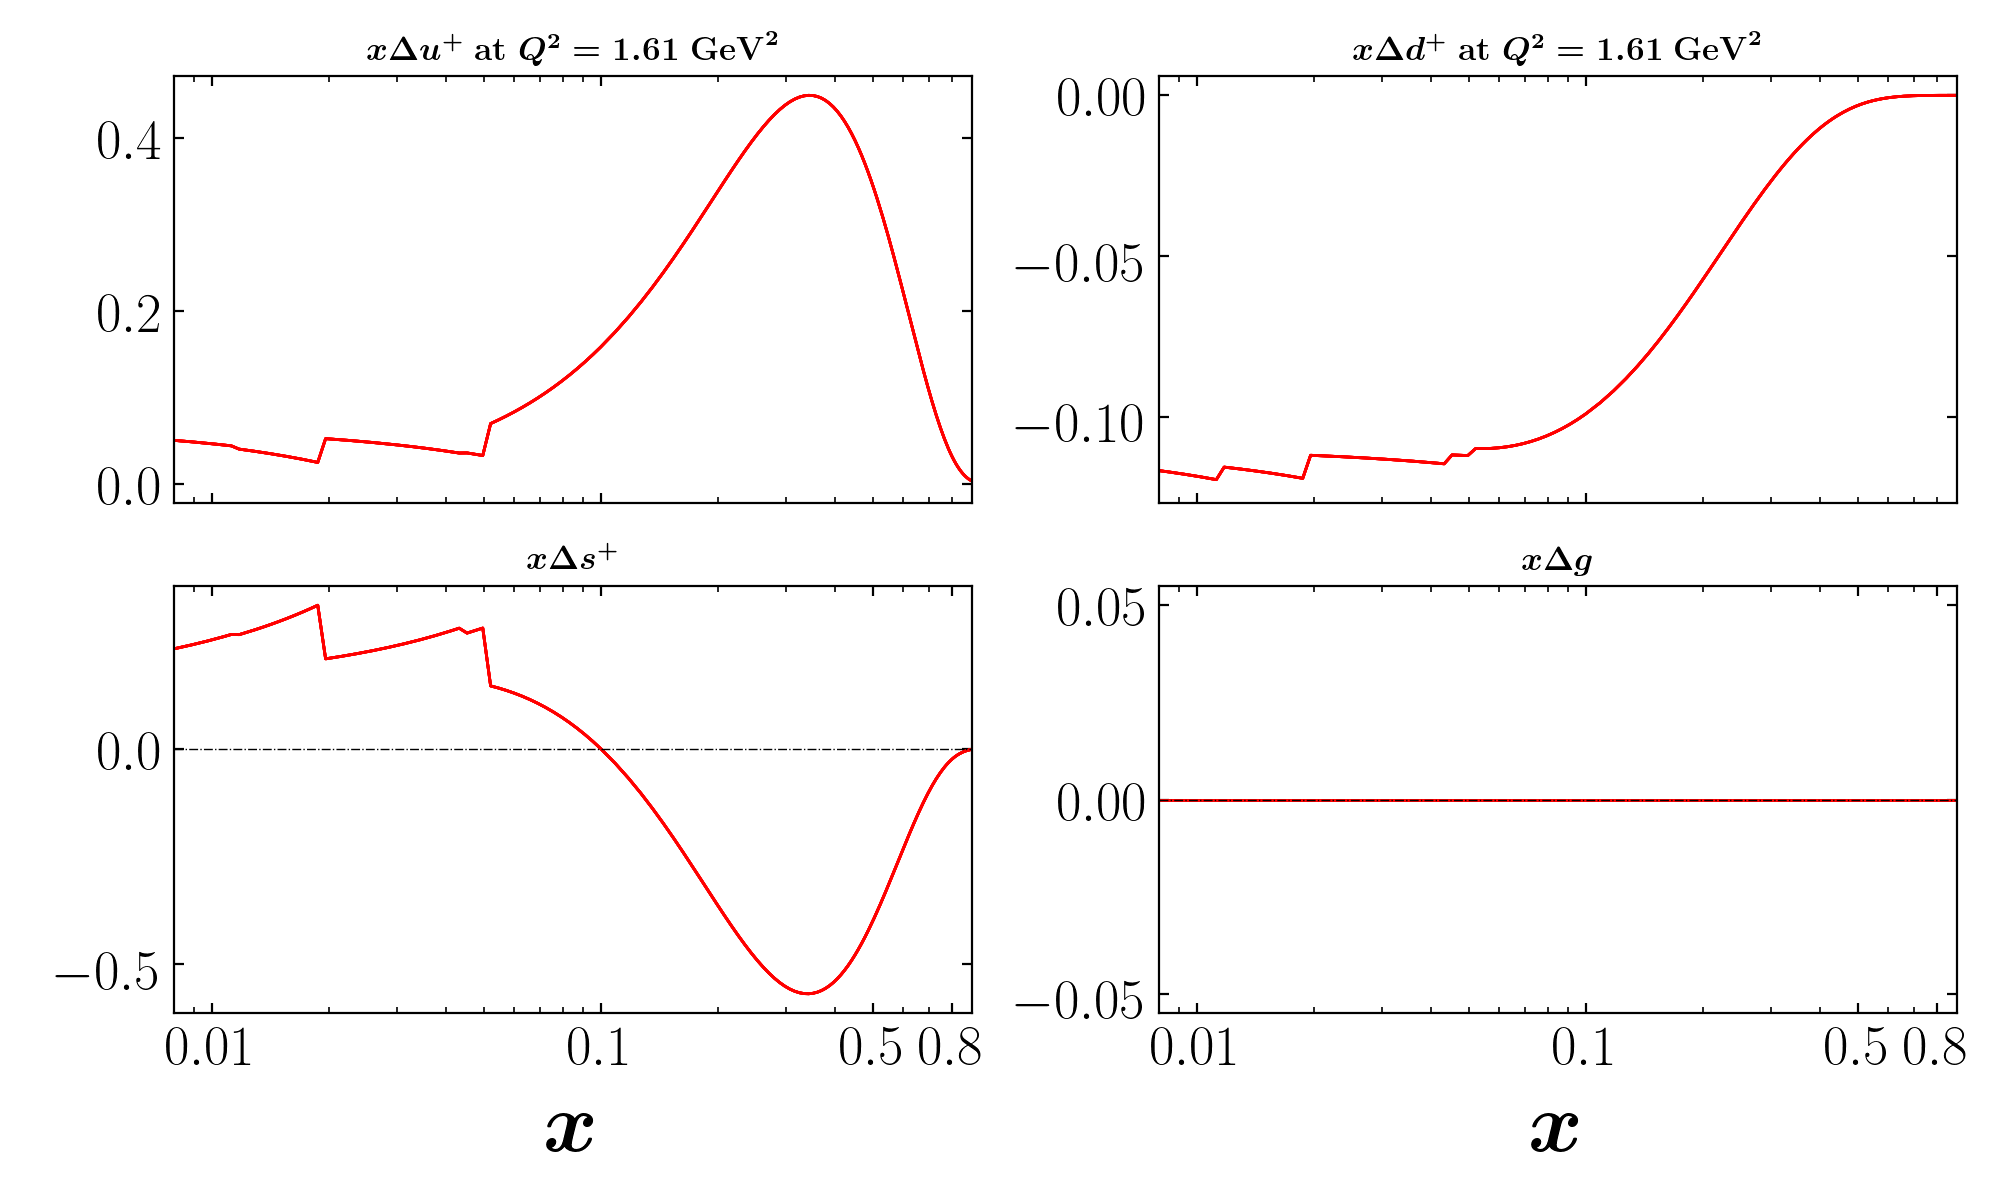 xΔu⁺ at Q² = 1.61 GeV²
0.4
0.2
0.0
xΔd⁺ at Q² = 1.61 GeV²
0.00
−0.05
−0.10
xΔs⁺
0.0
−0.5
0.01 0.1 0.5 0.8
x
xΔg
0.05
0.00
−0.05
0.01 0.1 0.5 0.8
x